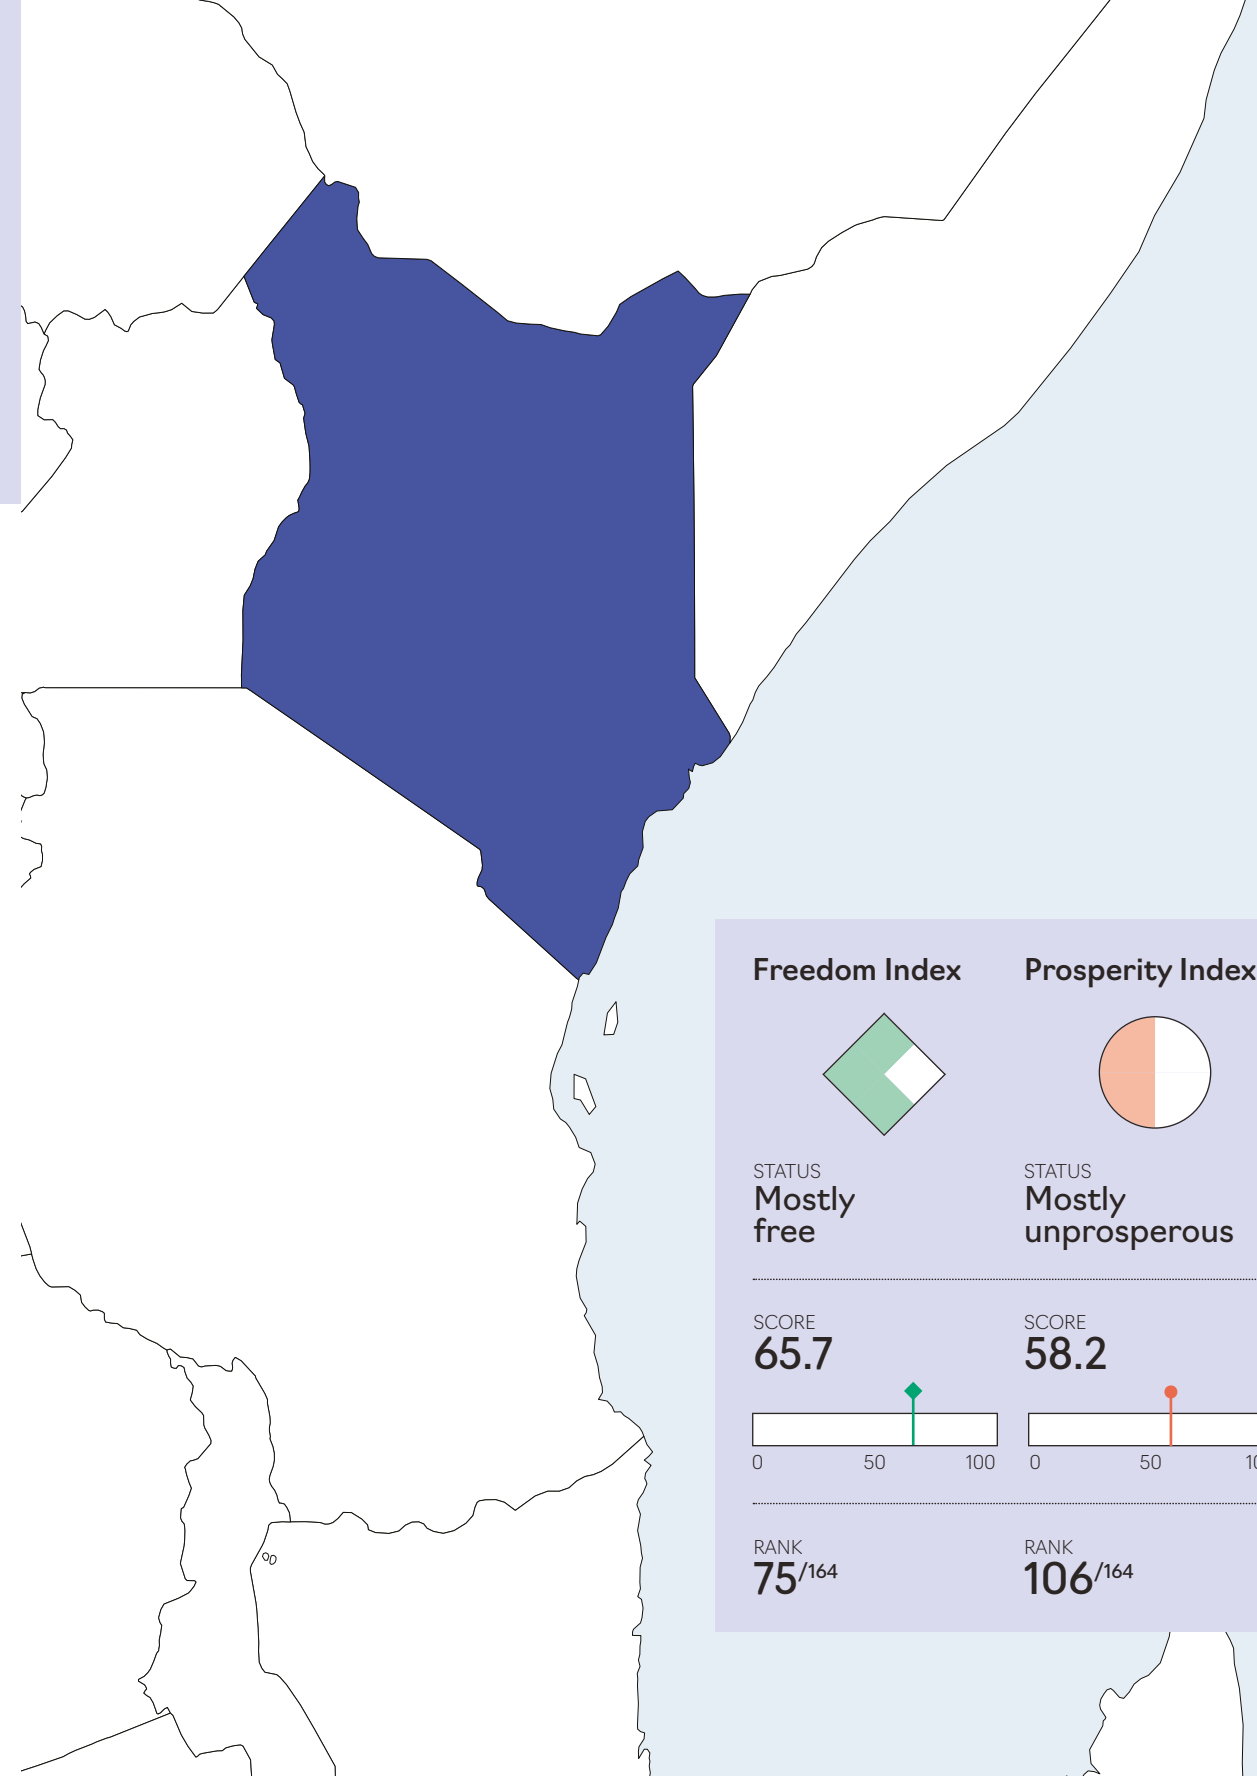 Freedom Index
Prosperity Index
STATUS
Mostly
free
STATUS
Mostly
unprosperous
SCORE
65.7
0 50 100
SCORE
58.2
0 50
RANK
75/164
RANK
106/164